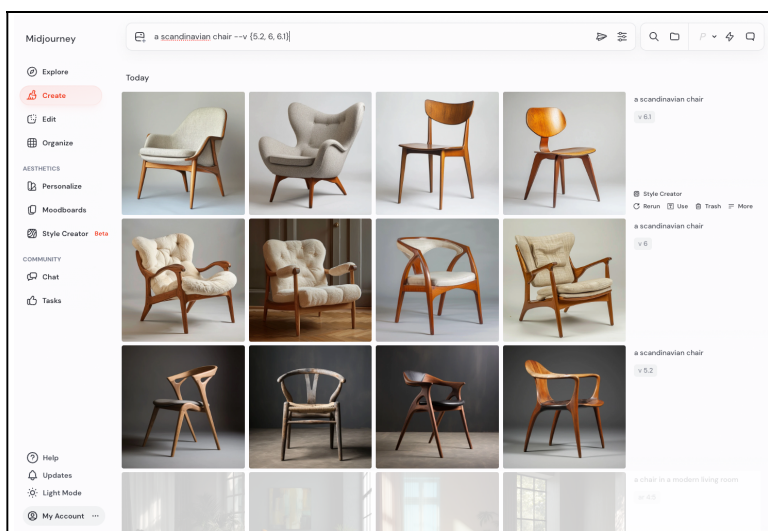 Midjourney
a scandinavian chair --v {5.2, 6, 6.1}
Explore
Create
Edit
Organize
AESTHETICS
Personalize
Moodboards
Style Creator Beta
COMMUNITY
Chat
Tasks
Help
Updates
Light Mode
My Account ···
Today
a scandinavian chair
v 6.1
Style Creator
Rerun Use Trash More
a scandinavian chair
v 6
a scandinavian chair
v 5.2
a chair in a modern living room